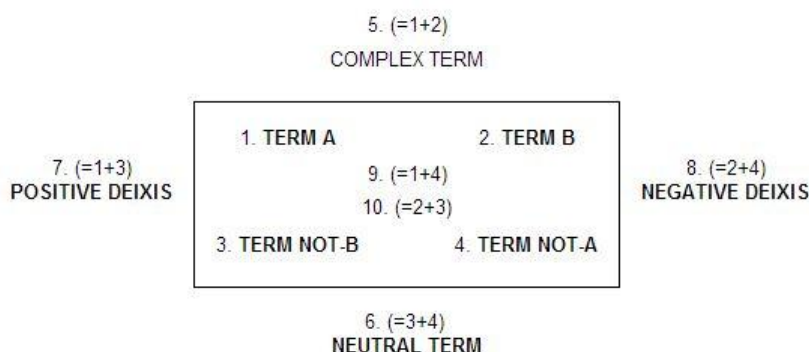 5. (=1+2)
COMPLEX TERM
1. TERM A
2. TERM B
7. (=1+3)
POSITIVE DEIXIS
9. (=1+4)
10. (=2+3)
8. (=2+4)
NEGATIVE DEIXIS
3. TERM NOT-B
4. TERM NOT-A
6. (=3+4)
NEUTRAL TERM